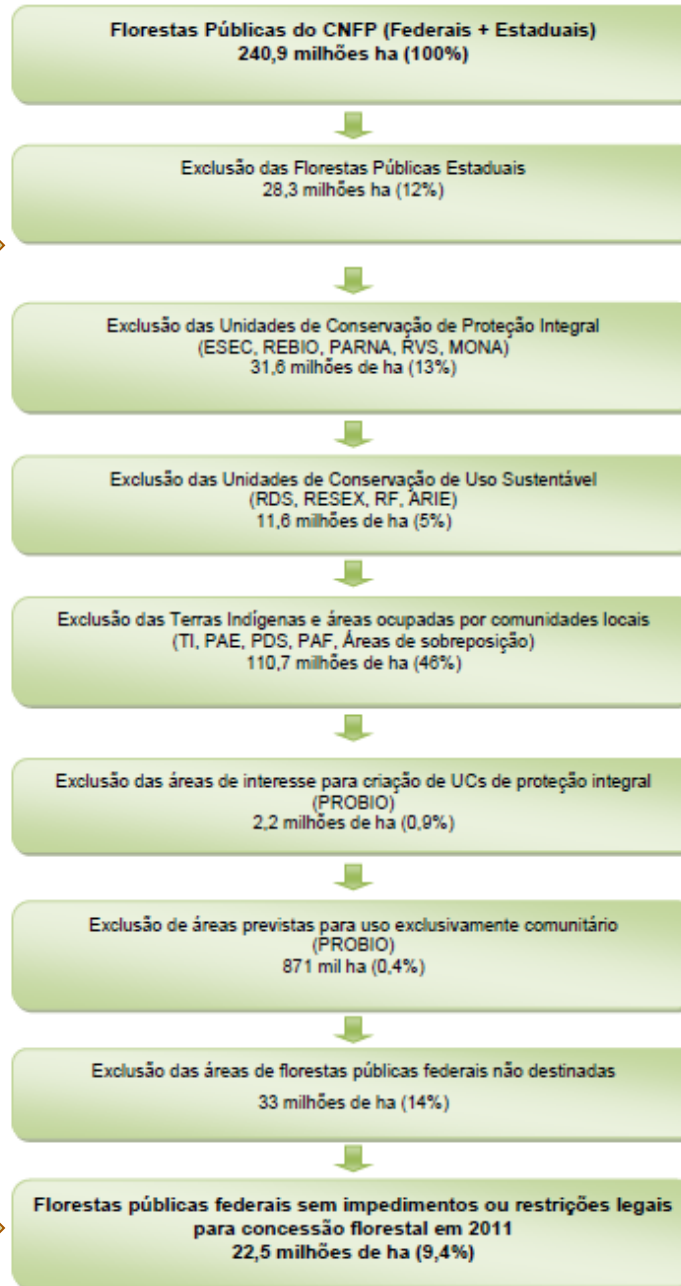 Florestas Públicas do CNFP (Federais + Estaduais)
240,9 milhões ha (100%)
Exclusão das Florestas Públicas Estaduais
28,3 milhões ha (12%)
Exclusão das Unidades de Conservação de Proteção Integral
(ESEC, REBIO, PARNA, RVS, MONA)
31,6 milhões de ha (13%)
Exclusão das Unidades de Conservação de Uso Sustentável
(RDS, RESEX, RF, ARIE)
11,6 milhões de ha (5%)
Exclusão das Terras Indígenas e áreas ocupadas por comunidades locais
(TI, PAE, PDS, PAF, Áreas de sobreposição)
110,7 milhões de ha (46%)
Exclusão das áreas de interesse para criação de UCs de proteção integral
(PROBIO)
2,2 milhões de ha (0,9%)
Exclusão de áreas previstas para uso exclusivamente comunitário
(PROBIO)
871 mil ha (0,4%)
Exclusão das áreas de florestas públicas federais não destinadas
33 milhões de ha (14%)
Florestas públicas federais sem impedimentos ou restrições legais
para concessão florestal em 2011
22,5 milhões de ha (9,4%)